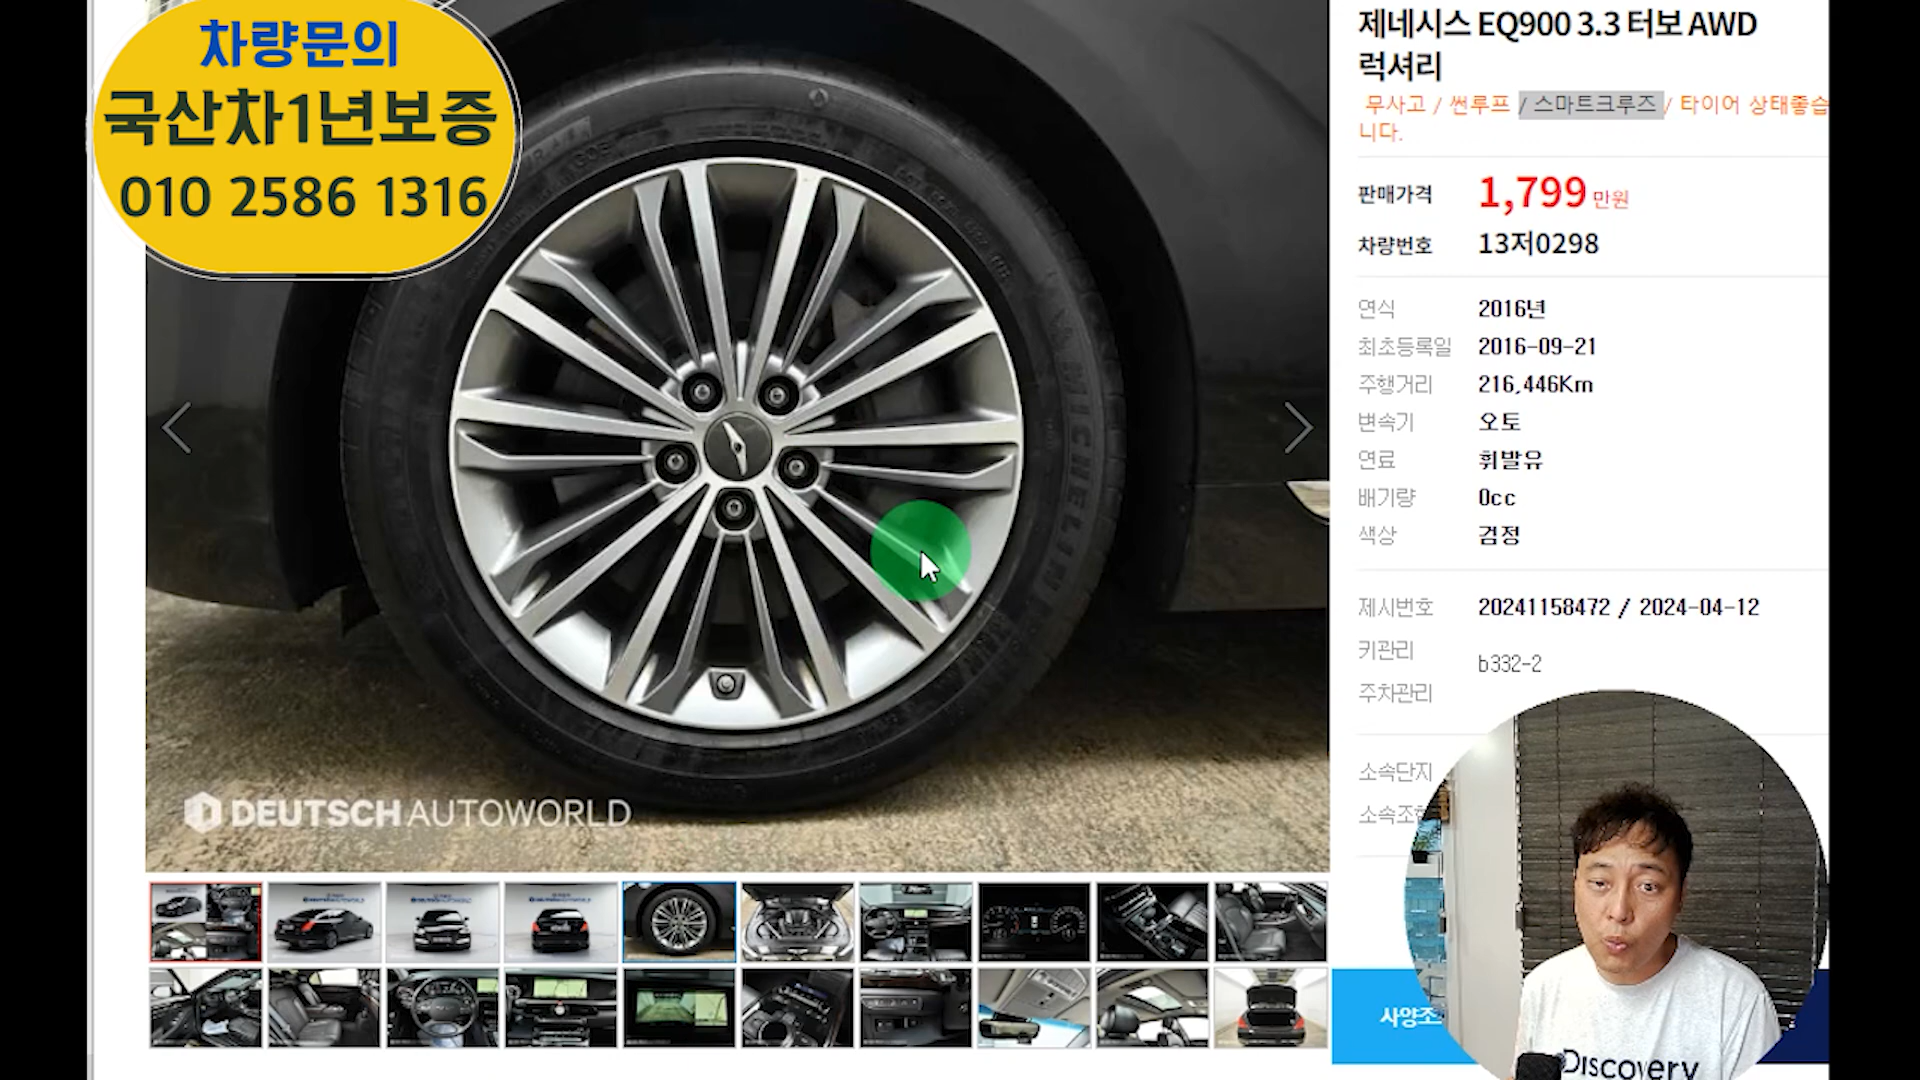 차량문의
국산차1년보증
010 2586 1316
제네시스 EQ900 3.3 터보 AWD
럭셔리
무사고 / 썬루프 / 스마트크루즈 / 타이어 상태좋습
니다.
판매가격 1,799 만원
차량번호 13저0298
연식 2016년
최초등록일 2016-09-21
주행거리 216,446Km
변속기 오토
연료 휘발유
배기량 0cc
색상 검정
제시번호 20241158472 / 2024-04-12
키관리 b332-2
주차관리
소속단지
소속조
MICHELIN
DEUTSCH AUTOWORLD
사양조
Discovery